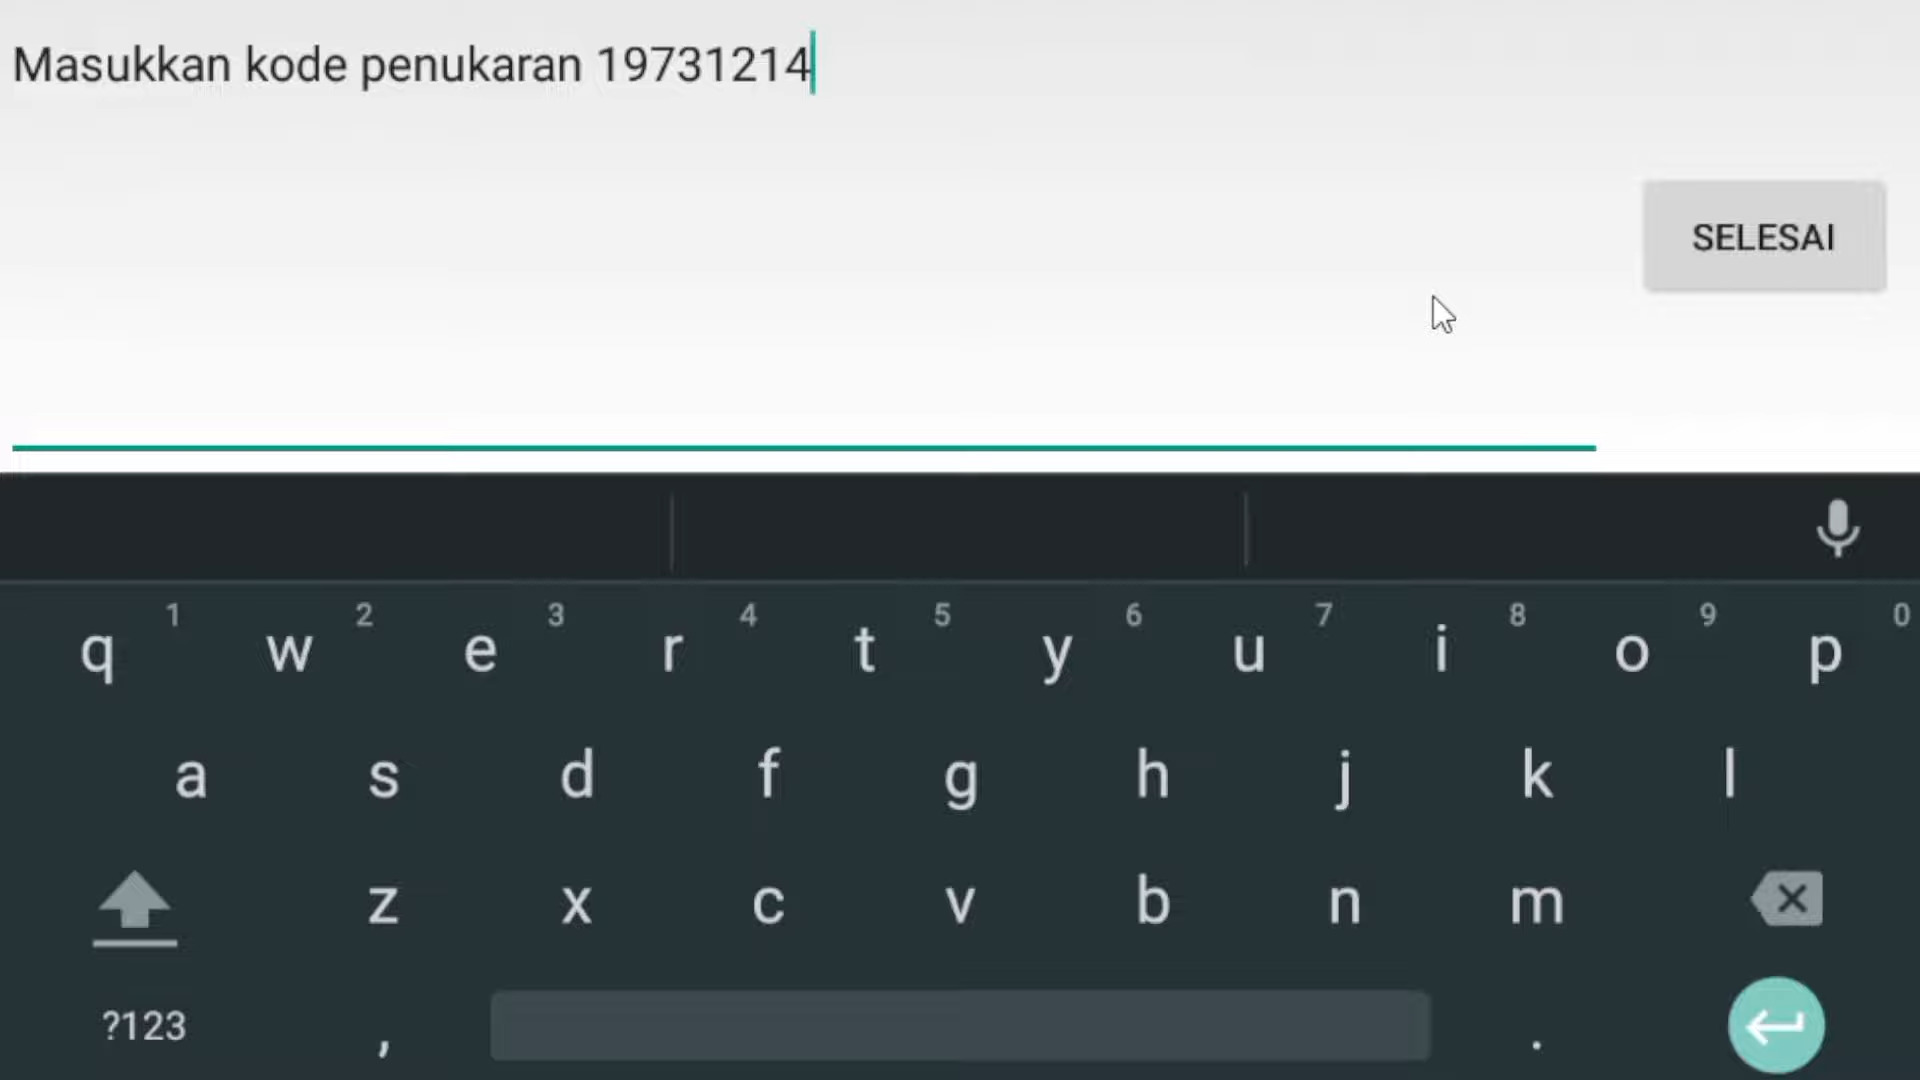 Masukkan kode penukaran 19731214
SELESAI
1 2 3 4 5 6 7 8 9 0
q w e r t y u i o p
a s d f g h j k l
z x c v b n m
?123 , .